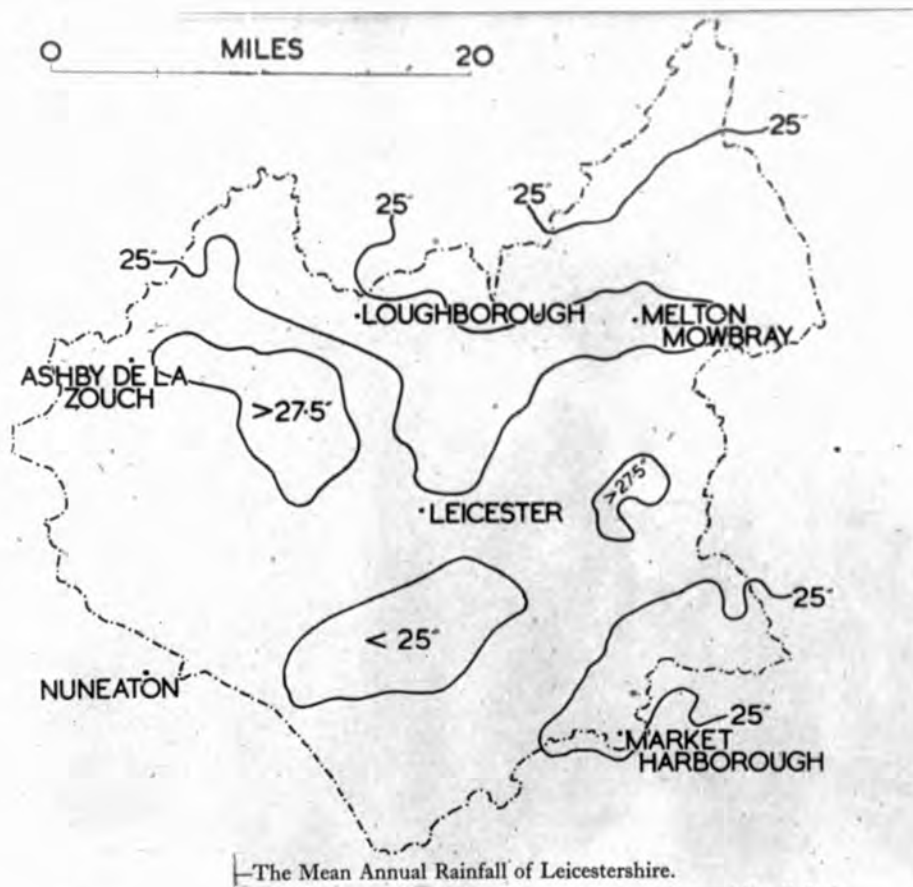 0 MILES 20
25"
25"
25"
25"
LOUGHBOROUGH
MELTON
MOWBRAY
ASHBY DE LA
ZOUCH
>27·5"
>27·5"
LEICESTER
25"
< 25"
NUNEATON
25"
MARKET
HARBOROUGH
The Mean Annual Rainfall of Leicestershire.